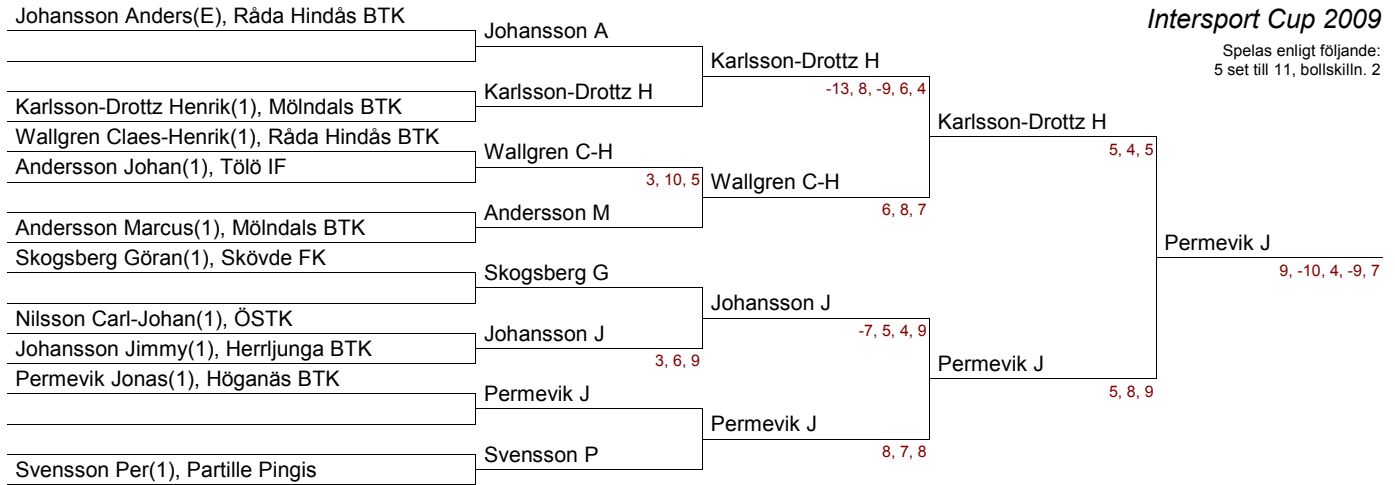 Johansson Anders(E), Råda Hindås BTK
Karlsson-Drottz Henrik(1), Mölndals BTK
Wallgren Claes-Henrik(1), Råda Hindås BTK
Andersson Johan(1), Tölö IF
Andersson Marcus(1), Mölndals BTK
Skogsberg Göran(1), Skövde FK
Nilsson Carl-Johan(1), ÖSTK
Johansson Jimmy(1), Herrljunga BTK
Permevik Jonas(1), Höganäs BTK
Svensson Per(1), Partille Pingis
Johansson A
Karlsson-Drottz H
Wallgren C-H
3, 10, 5
Andersson M
Skogsberg G
Johansson J
3, 6, 9
Permevik J
Svensson P
Karlsson-Drottz H
-13, 8, -9, 6, 4
Wallgren C-H
6, 8, 7
Johansson J
-7, 5, 4, 9
Permevik J
8, 7, 8
Karlsson-Drottz H
5, 4, 5
Permevik J
5, 8, 9
Intersport Cup 2009
Spelas enligt följande:
5 set till 11, bollskilln. 2
Permevik J
9, -10, 4, -9, 7